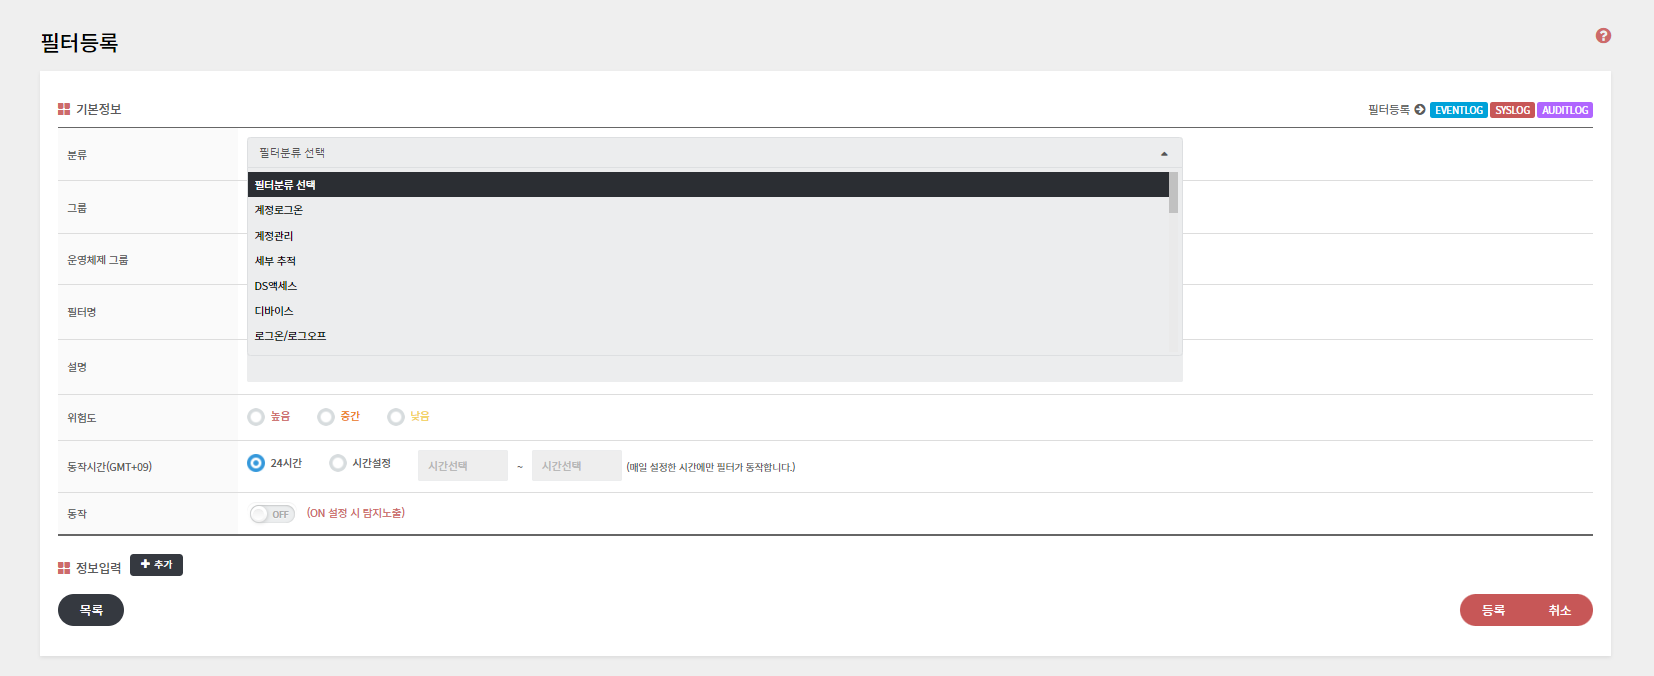 필터등록
기본정보
필터등록 EVENTLOG SYSLOG AUDITLOG
분류
필터분류 선택
필터분류 선택
계정로그온
계정관리
세부 추적
DS액세스
디바이스
로그온/로그오프
그룹
운영체제 그룹
필터명
설명
위험도
높음 중간 낮음
동작시간(GMT+09)
24시간 시간설정 시간선택 ~ 시간선택 (매일 설정한 시간에만 필터가 동작합니다.)
동작
OFF (ON 설정 시 탐지노출)
정보입력 추가
목록
등록 취소